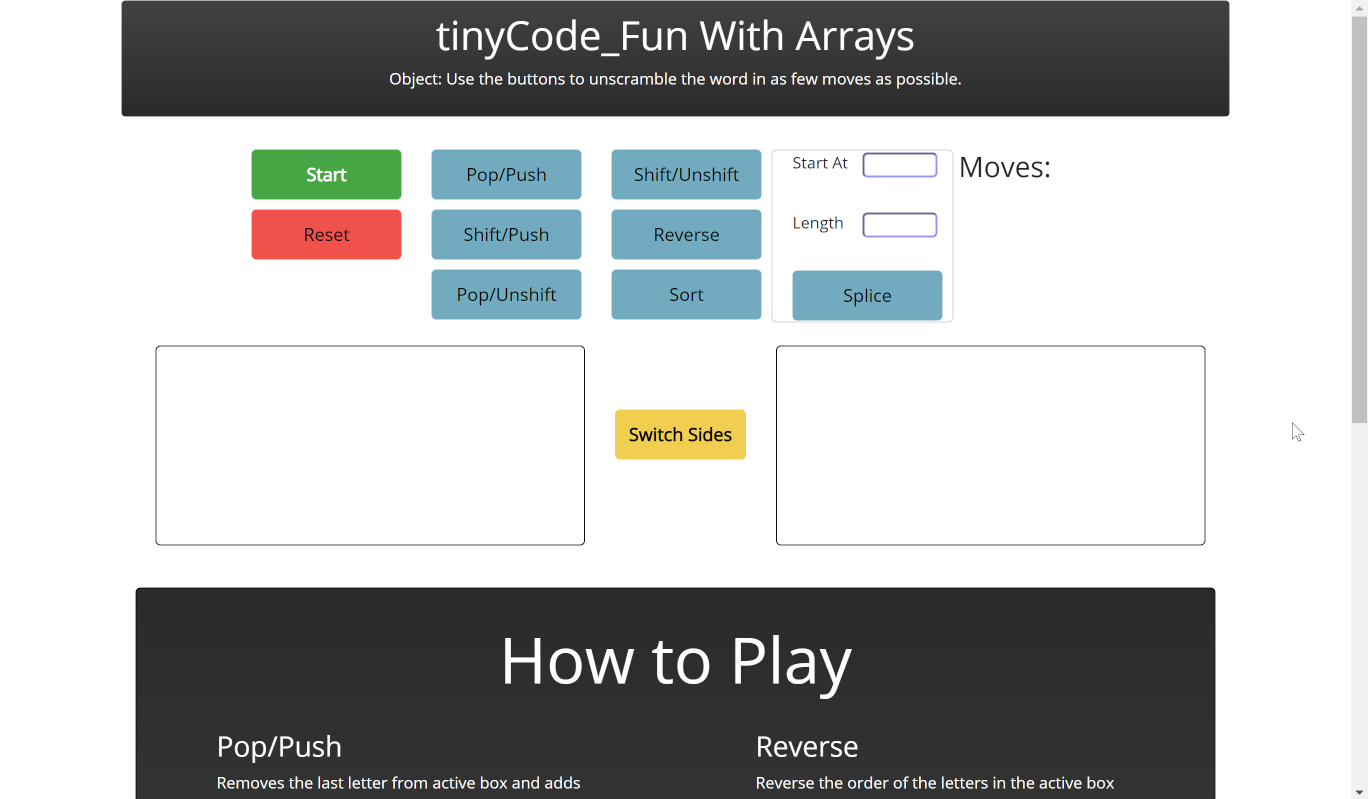 tinyCode_Fun With Arrays
Object: Use the buttons to unscramble the word in as few moves as possible.
Start
Pop/Push
Shift/Unshift
Start At
Moves:
Reset
Shift/Push
Reverse
Length
Pop/Unshift
Sort
Splice
Switch Sides
How to Play
Pop/Push
Removes the last letter from active box and adds
Reverse
Reverse the order of the letters in the active box